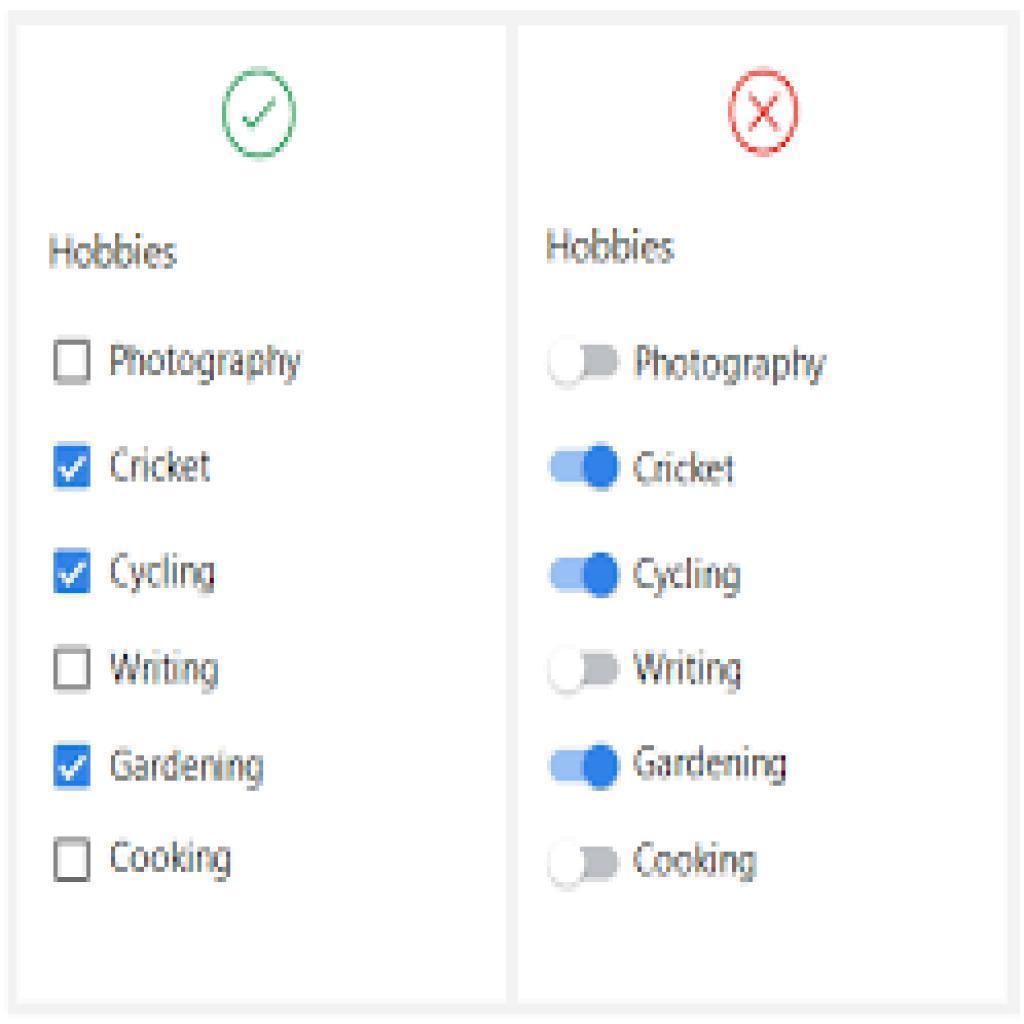 Hobbies
Photography
Cricket
Cycling
Writing
Gardening
Cooking
Hobbies
Photography
Cricket
Cycling
Writing
Gardening
Cooking